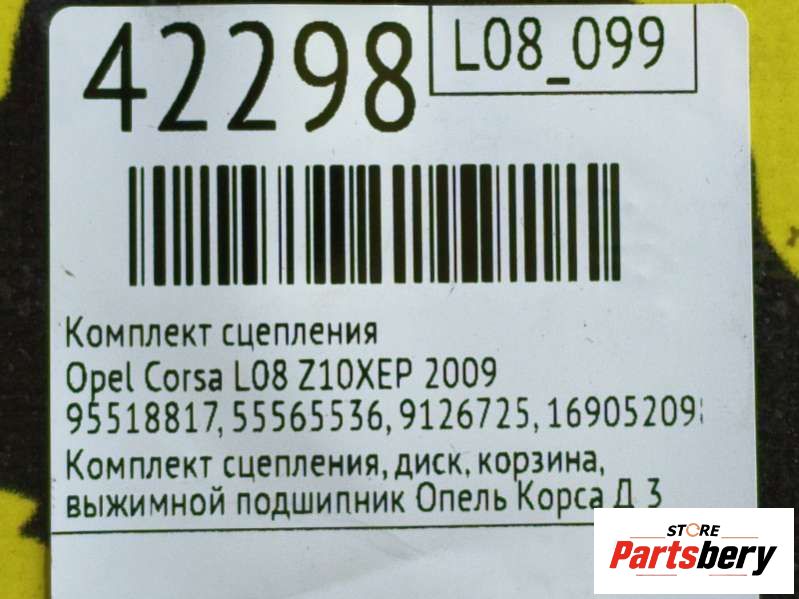 42298
L08_099
Комплект сцепления
Opel Corsa L08 Z10XEP 2009
95518817, 55565536, 9126725, 16905209
Комплект сцепления, диск, корзина,
выжимной подшипник Опель Корса Д 3
STORE
Partsbery